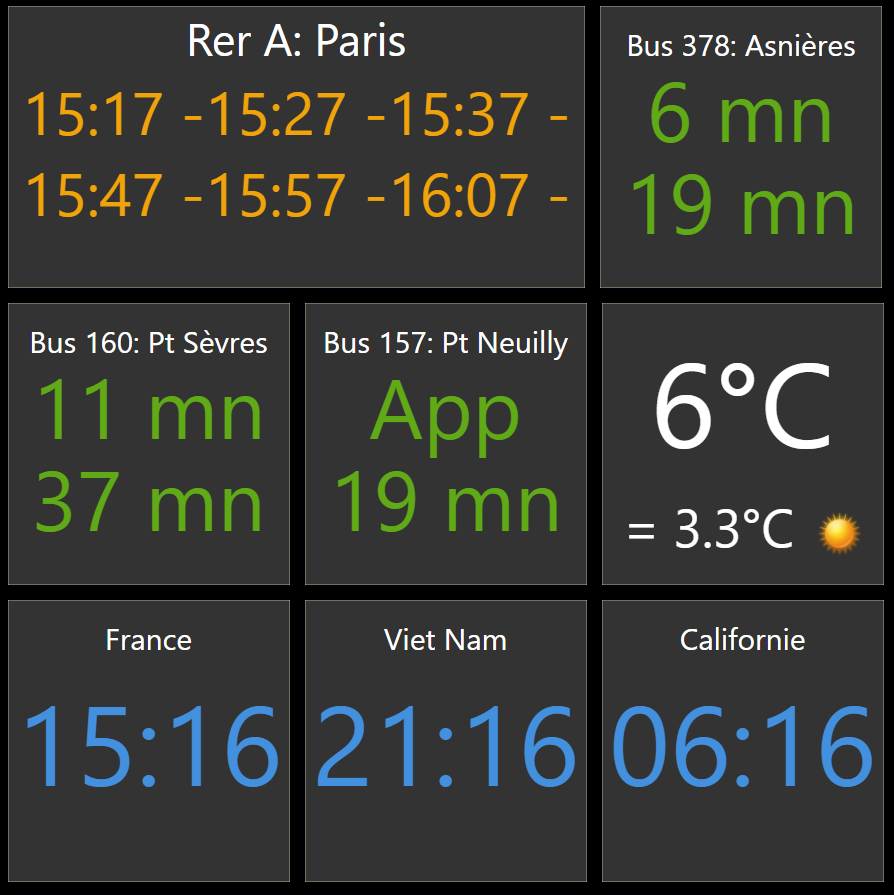 Rer A: Paris
15:17 -15:27 -15:37 -
15:47 -15:57 -16:07 -
Bus 378: Asnières
6 mn
19 mn
Bus 160: Pt Sèvres
11 mn
37 mn
Bus 157: Pt Neuilly
App
19 mn
6°C
= 3.3°C
France
15:16
Viet Nam
21:16
Californie
06:16